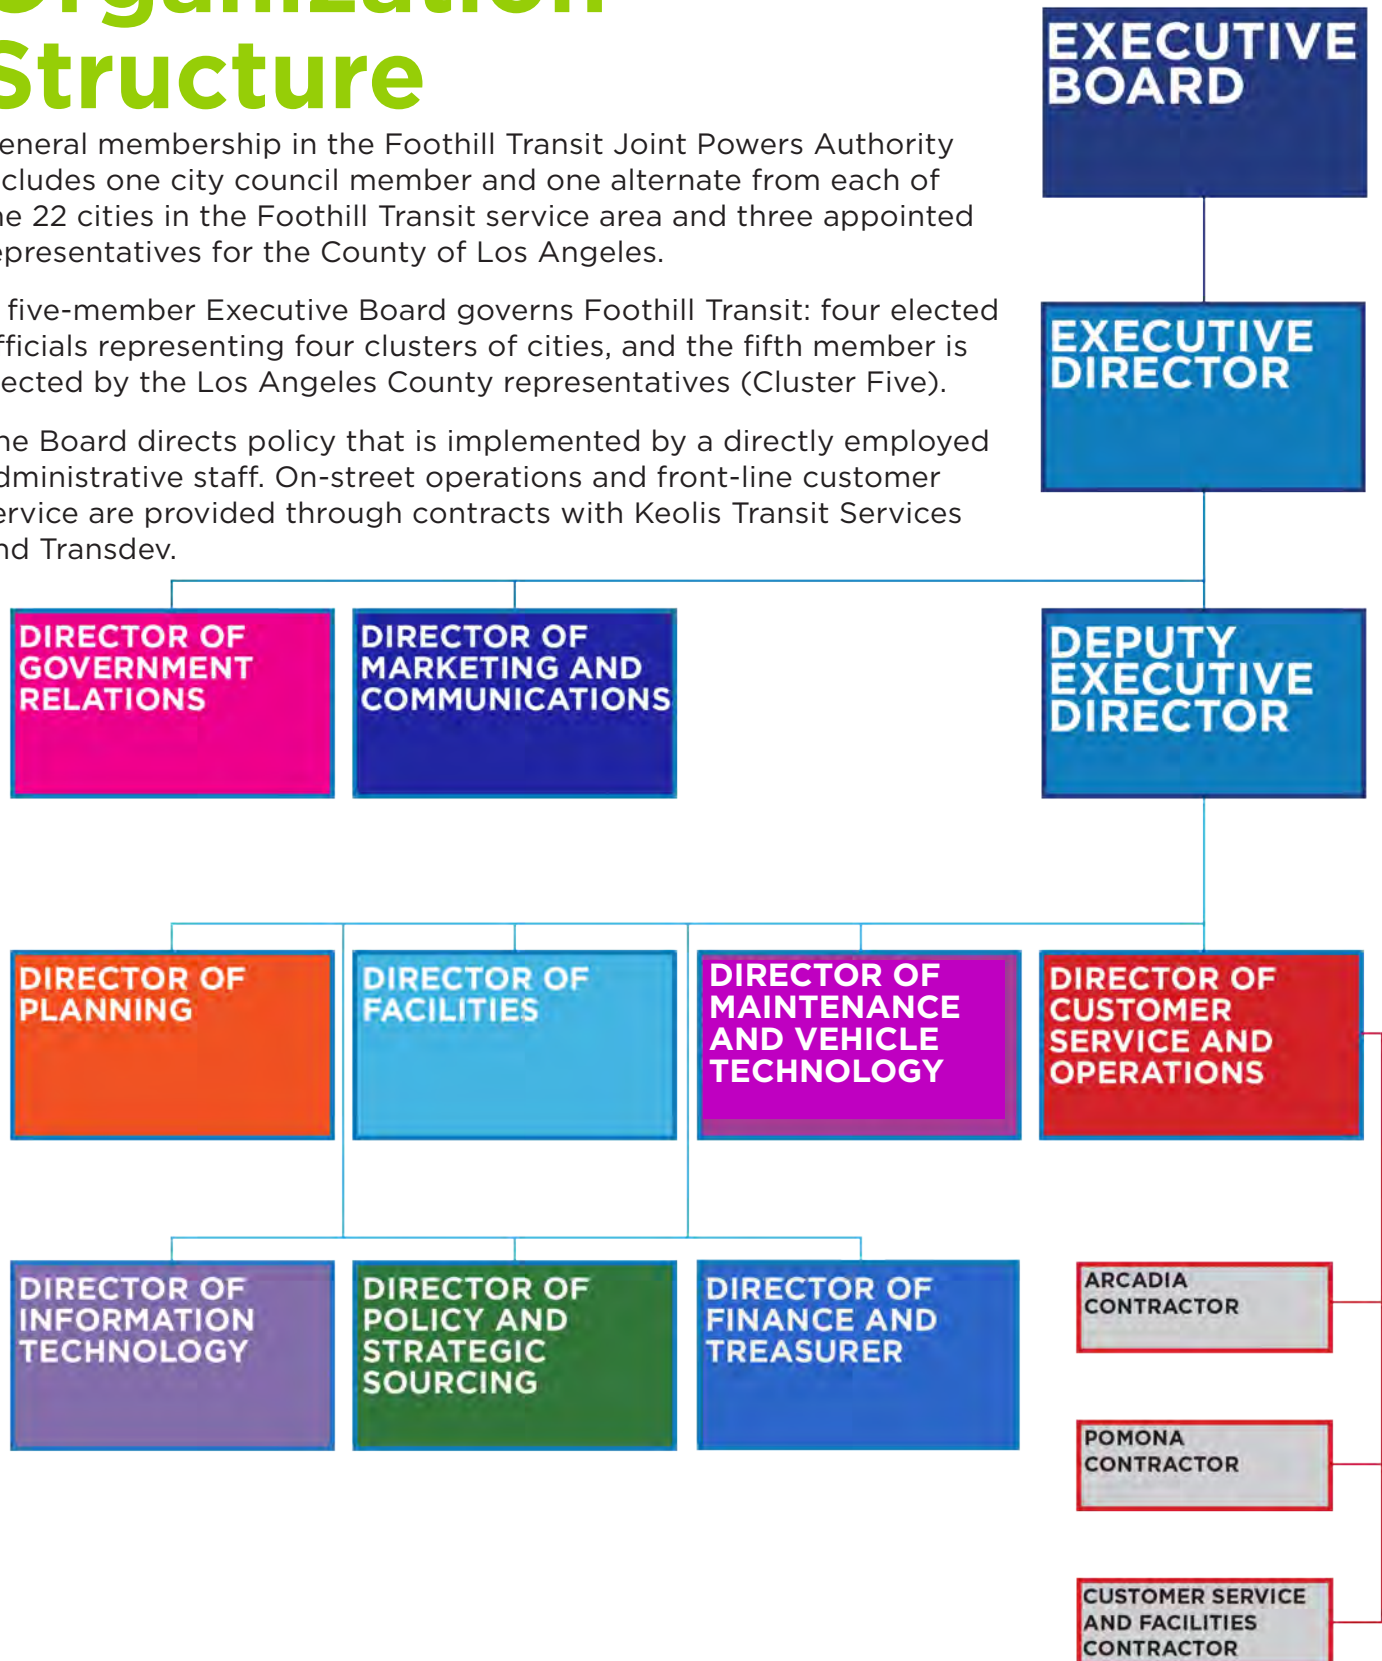 Organization
Structure
eneral membership in the Foothill Transit Joint Powers Authority
cludes one city council member and one alternate from each of
he 22 cities in the Foothill Transit service area and three appointed
epresentatives for the County of Los Angeles.
five-member Executive Board governs Foothill Transit: four elected
fficials representing four clusters of cities, and the fifth member is
ected by the Los Angeles County representatives (Cluster Five).
he Board directs policy that is implemented by a directly employed
dministrative staff. On-street operations and front-line customer
ervice are provided through contracts with Keolis Transit Services
nd Transdev.
EXECUTIVE
BOARD
EXECUTIVE
DIRECTOR
DIRECTOR OF
GOVERNMENT
RELATIONS
DIRECTOR OF
MARKETING AND
COMMUNICATIONS
DEPUTY
EXECUTIVE
DIRECTOR
DIRECTOR OF
PLANNING
DIRECTOR OF
FACILITIES
DIRECTOR OF
MAINTENANCE
AND VEHICLE
TECHNOLOGY
DIRECTOR OF
CUSTOMER
SERVICE AND
OPERATIONS
DIRECTOR OF
INFORMATION
TECHNOLOGY
DIRECTOR OF
POLICY AND
STRATEGIC
SOURCING
DIRECTOR OF
FINANCE AND
TREASURER
ARCADIA
CONTRACTOR
POMONA
CONTRACTOR
CUSTOMER SERVICE
AND FACILITIES
CONTRACTOR